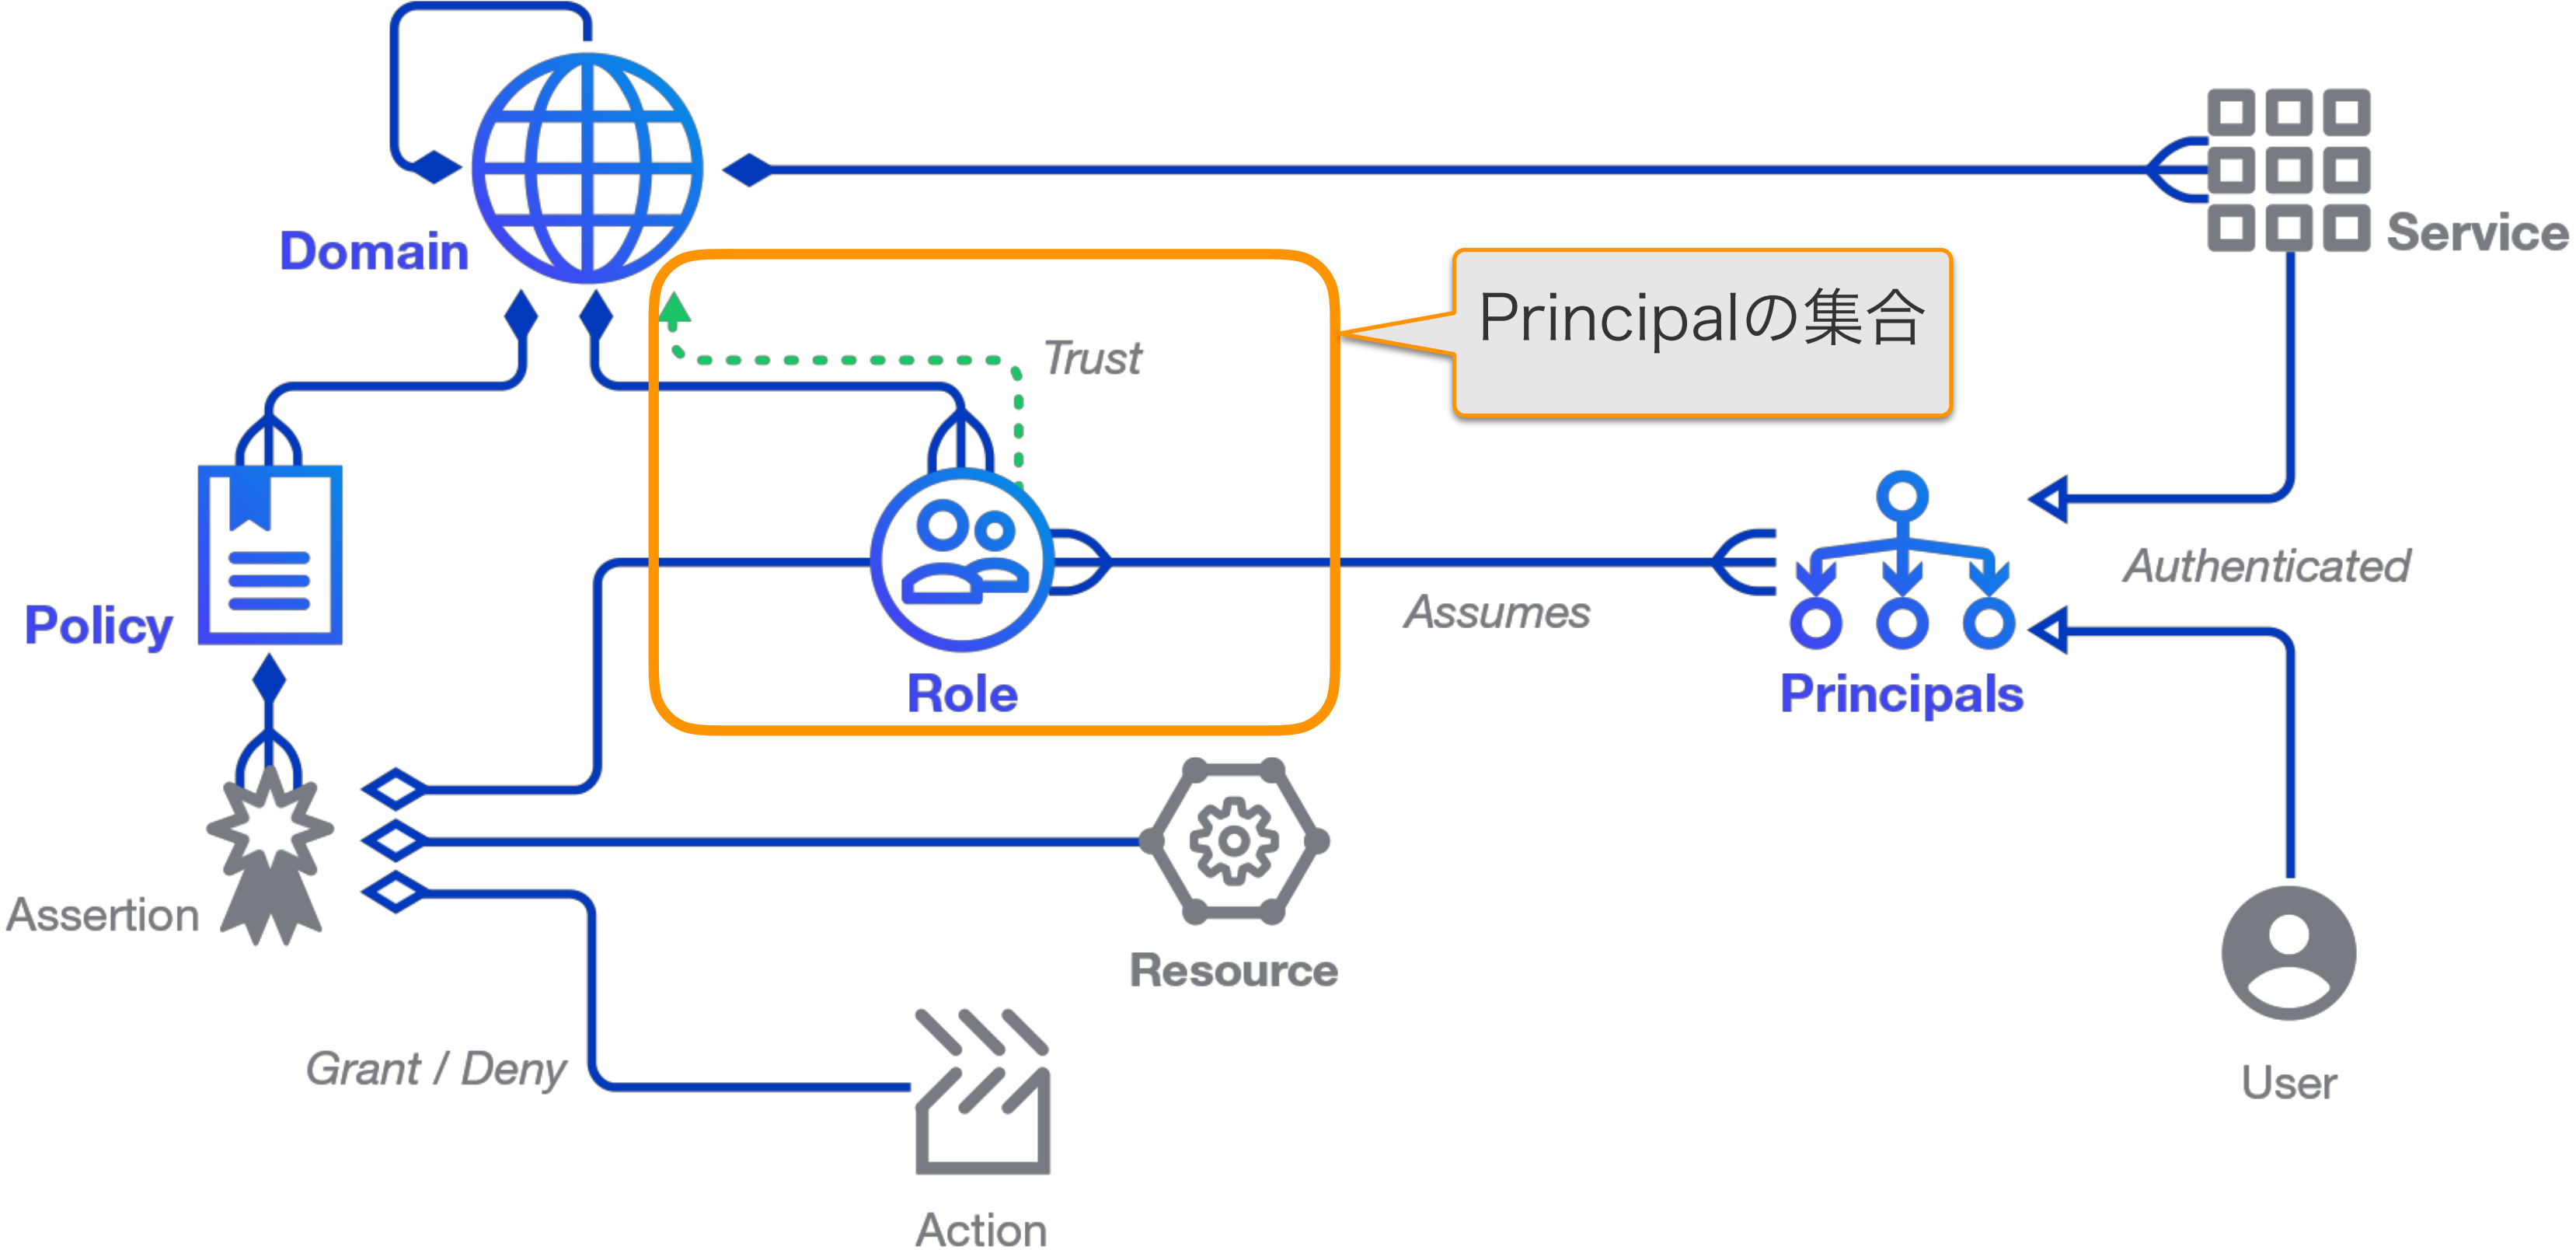 Domain
Service
Principalの集合
Trust
Authenticated
Assumes
Policy
Role
Principals
Assertion
Resource
Grant / Deny
User
Action